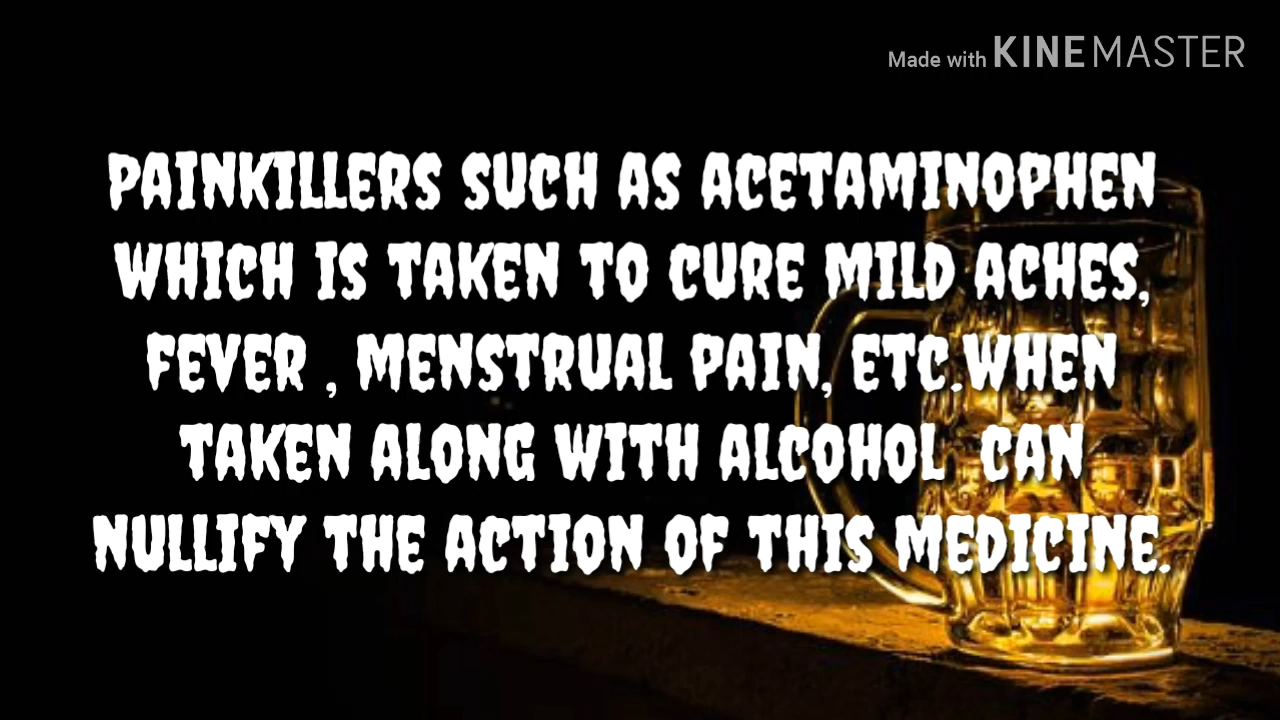 Made with KINEMASTER
PAINKILLERS SUCH AS ACETAMINOPHEN
WHICH IS TAKEN TO CURE MILD ACHES,
FEVER , MENSTRUAL PAIN, ETC.WHEN
TAKEN ALONG WITH ALCOHOL CAN
NULLIFY THE ACTION OF THIS MEDICINE.